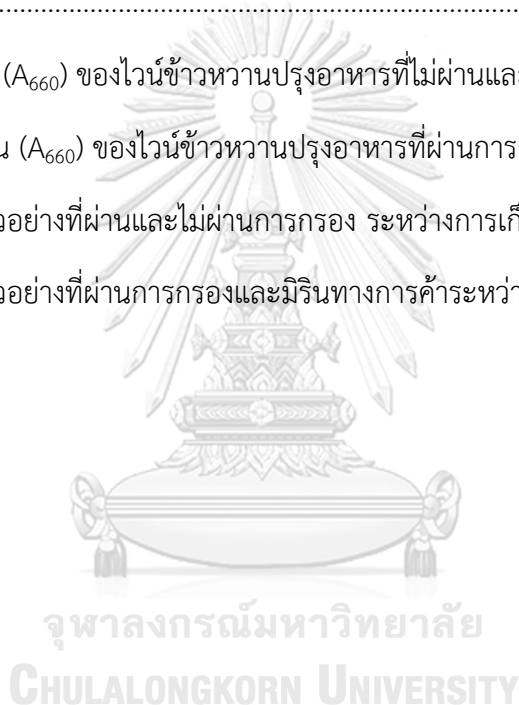 ................................................................................
(A660) ของไวน์ข้าวหวานปรุงอาหารที่ไม่ผ่านและ
น (A660) ของไวน์ข้าวหวานปรุงอาหารที่ผ่านการ
วอย่างที่ผ่านและไม่ผ่านการกรอง ระหว่างการเก็
วอย่างที่ผ่านการกรองและมิรินทางการค้าระหว่า
จุฬาลงกรณ์มหาวิทยาลัย
CHULALONGKORN UNIVERSITY